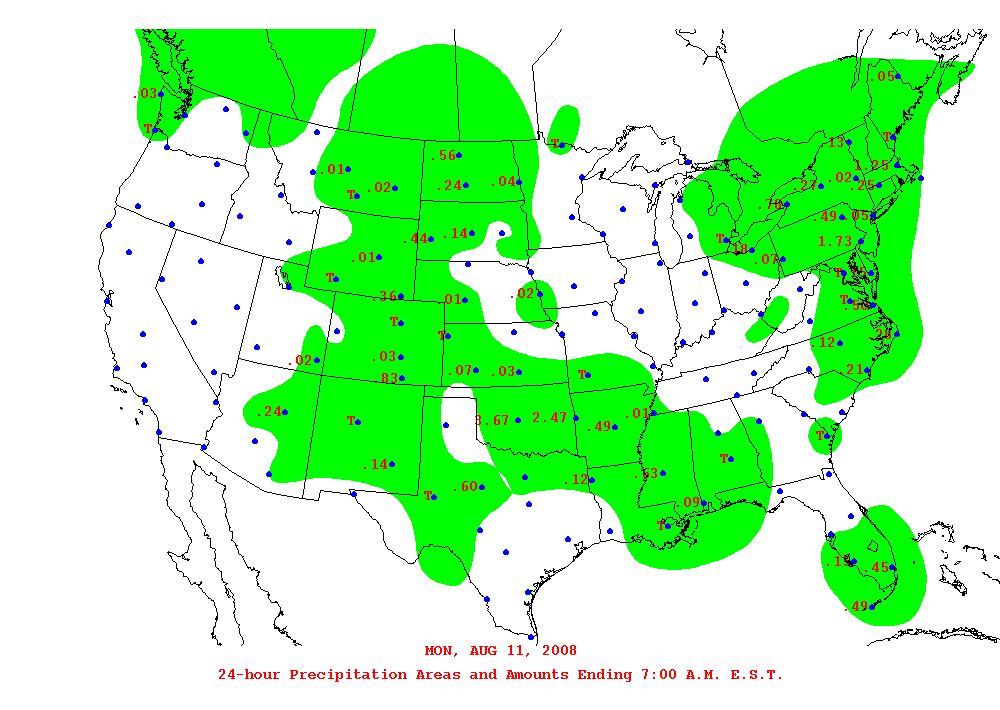 .05
.03
T
T
T
.13
.56
1.25
.01
.02
.24
.04
.25
T
.02
.27
.70
.49
.05
.14
.44
T
1.73
.18
.01
.07
T
T
.02
.36
.01
T
.50
T
T
.28
.12
.03
.02
.07
.03
T
.21
.83
.24
.01
T
3.67
2.47
.49
T
T
.14
.53
.12
.60
T
.09
T
.19
.45
.49
MON, AUG 11, 2008
24-hour Precipitation Areas and Amounts Ending 7:00 A.M. E.S.T.